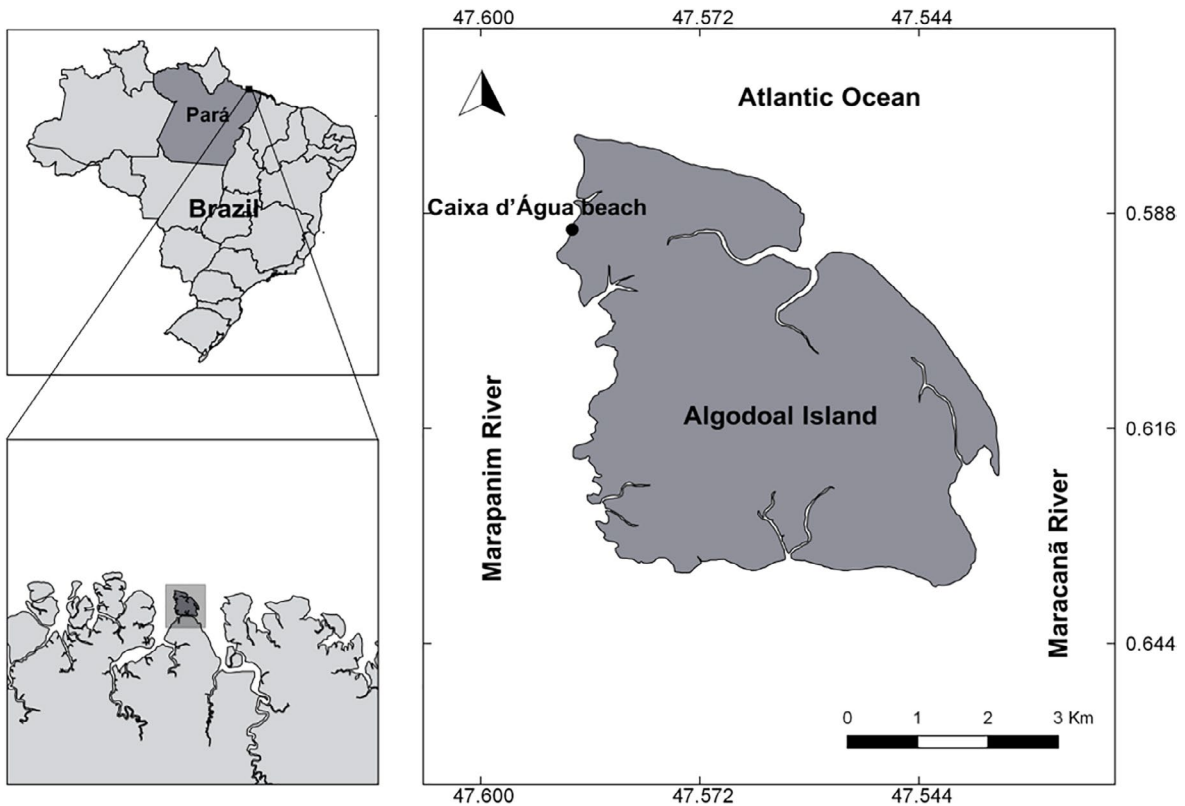 47.600 47.572 47.544
Atlantic Ocean
Pará
Brazil
Caixa d'Água beach
0.588
Algodoal Island
0.616
Marapanim River
Maracanã River
0.644
0 1 2 3 Km
47.600 47.572 47.544